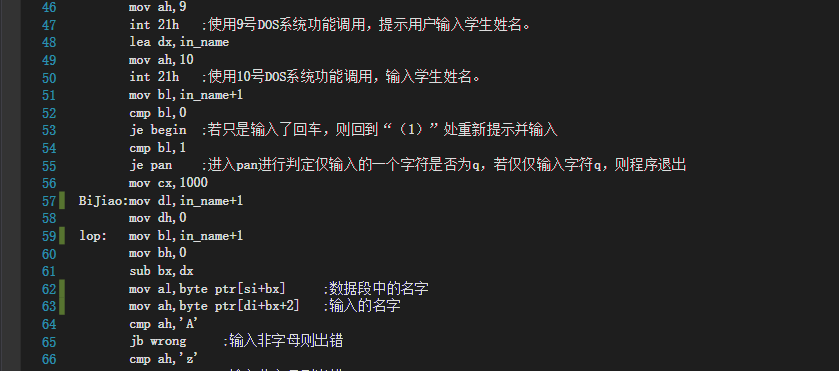 46 mov ah,9
47 int 21h ;使用9号DOS系统功能调用，提示用户输入学生姓名。
48 lea dx,in_name
49 mov ah,10
50 int 21h ;使用10号DOS系统功能调用，输入学生姓名。
51 mov bl,in_name+1
52 cmp bl,0
53 je begin ;若只是输入了回车，则回到“（1）”处重新提示并输入
54 cmp bl,1
55 je pan ;进入pan进行判定仅输入的一个字符是否为q，若仅仅输入字符q，则程序退出
56 mov cx,1000
57 BiJiao:mov dl,in_name+1
58 mov dh,0
59 lop: mov bl,in_name+1
60 mov bh,0
61 sub bx,dx
62 mov al,byte ptr[si+bx] ;数据段中的名字
63 mov ah,byte ptr[di+bx+2] ;输入的名字
64 cmp ah,'A'
65 jb wrong ;输入非字母则出错
66 cmp ah,'z'